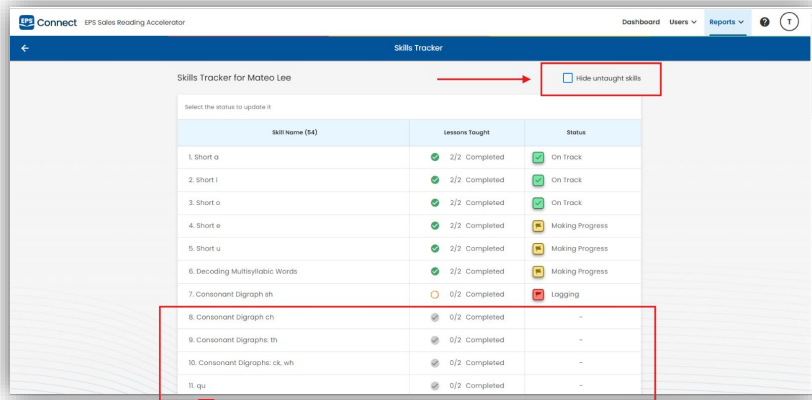 EPS Connect EPS Sales Reading Accelerator Dashboard Users Reports ? T
Skills Tracker
Skills Tracker for Mateo Lee Hide untaught skills
Select the status to update it
Skill Name (54) Lessons Taught Status
1. Short a 2/2 Completed On Track
2. Short i 2/2 Completed On Track
3. Short o 2/2 Completed On Track
4. Short e 2/2 Completed Making Progress
5. Short u 2/2 Completed Making Progress
6. Decoding Multisyllabic Words 2/2 Completed Making Progress
7. Consonant Digraph sh 0/2 Completed Lagging
8. Consonant Digraph ch 0/2 Completed -
9. Consonant Digraphs: th 0/2 Completed -
10. Consonant Digraphs: ck, wh 0/2 Completed -
11. qu 0/2 Completed -